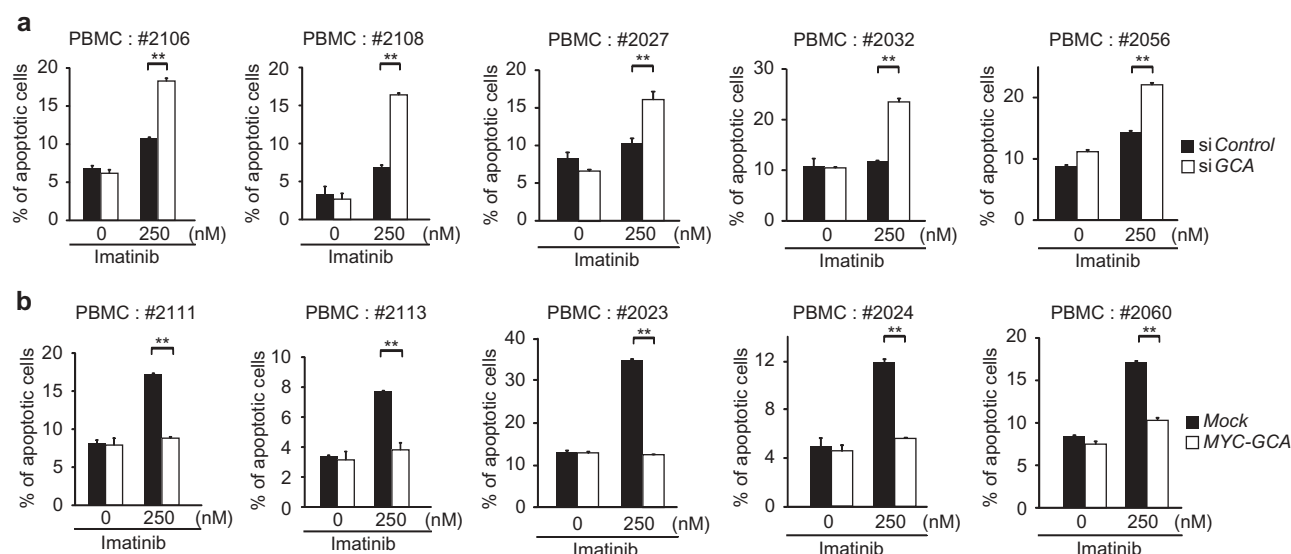 a
PBMC : #2106
% of apoptotic cells
20
15
10
5
0
**
0 250 (nM)
Imatinib
PBMC : #2108
% of apoptotic cells
20
15
10
5
0
**
0 250 (nM)
Imatinib
PBMC : #2027
% of apoptotic cells
20
15
10
5
0
**
0 250 (nM)
Imatinib
PBMC : #2032
% of apoptotic cells
30
20
10
0
**
0 250 (nM)
Imatinib
PBMC : #2056
% of apoptotic cells
20
10
0
**
0 250 (nM)
Imatinib
siControl
siGCA
b
PBMC : #2111
% of apoptotic cells
20
15
10
5
0
**
0 250 (nM)
Imatinib
PBMC : #2113
% of apoptotic cells
10
8
6
4
2
0
**
0 250 (nM)
Imatinib
PBMC : #2023
% of apoptotic cells
40
30
20
10
0
**
0 250 (nM)
Imatinib
PBMC : #2024
% of apoptotic cells
12
8
4
0
**
0 250 (nM)
Imatinib
PBMC : #2060
% of apoptotic cells
20
15
10
5
0
**
0 250 (nM)
Imatinib
Mock
MYC-GCA